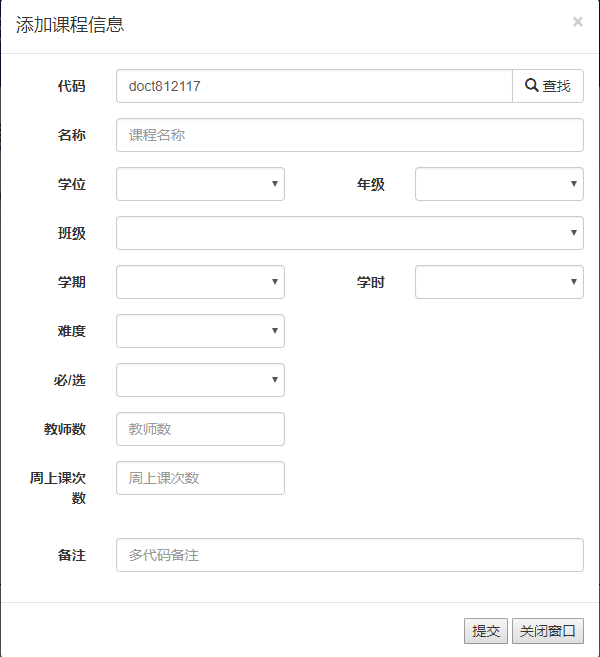 添加课程信息 ×
代码 doct812117 查找
名称 课程名称
学位 年级
班级
学期 学时
难度
必/选
教师数 教师数
周上课次 周上课次数
数
备注 多代码备注
提交 关闭窗口